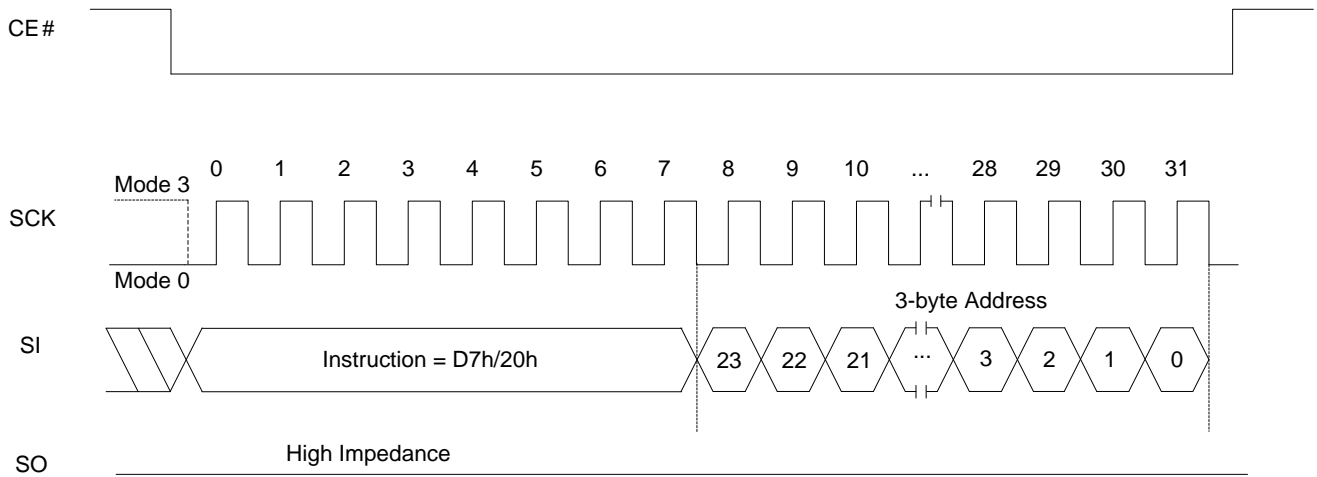 CE#
0 1 2 3 4 5 6 7 8 9 10 ... 28 29 30 31
Mode 3
SCK
Mode 0
3-byte Address
SI
Instruction = D7h/20h 23 22 21 ... 3 2 1 0
High Impedance
SO